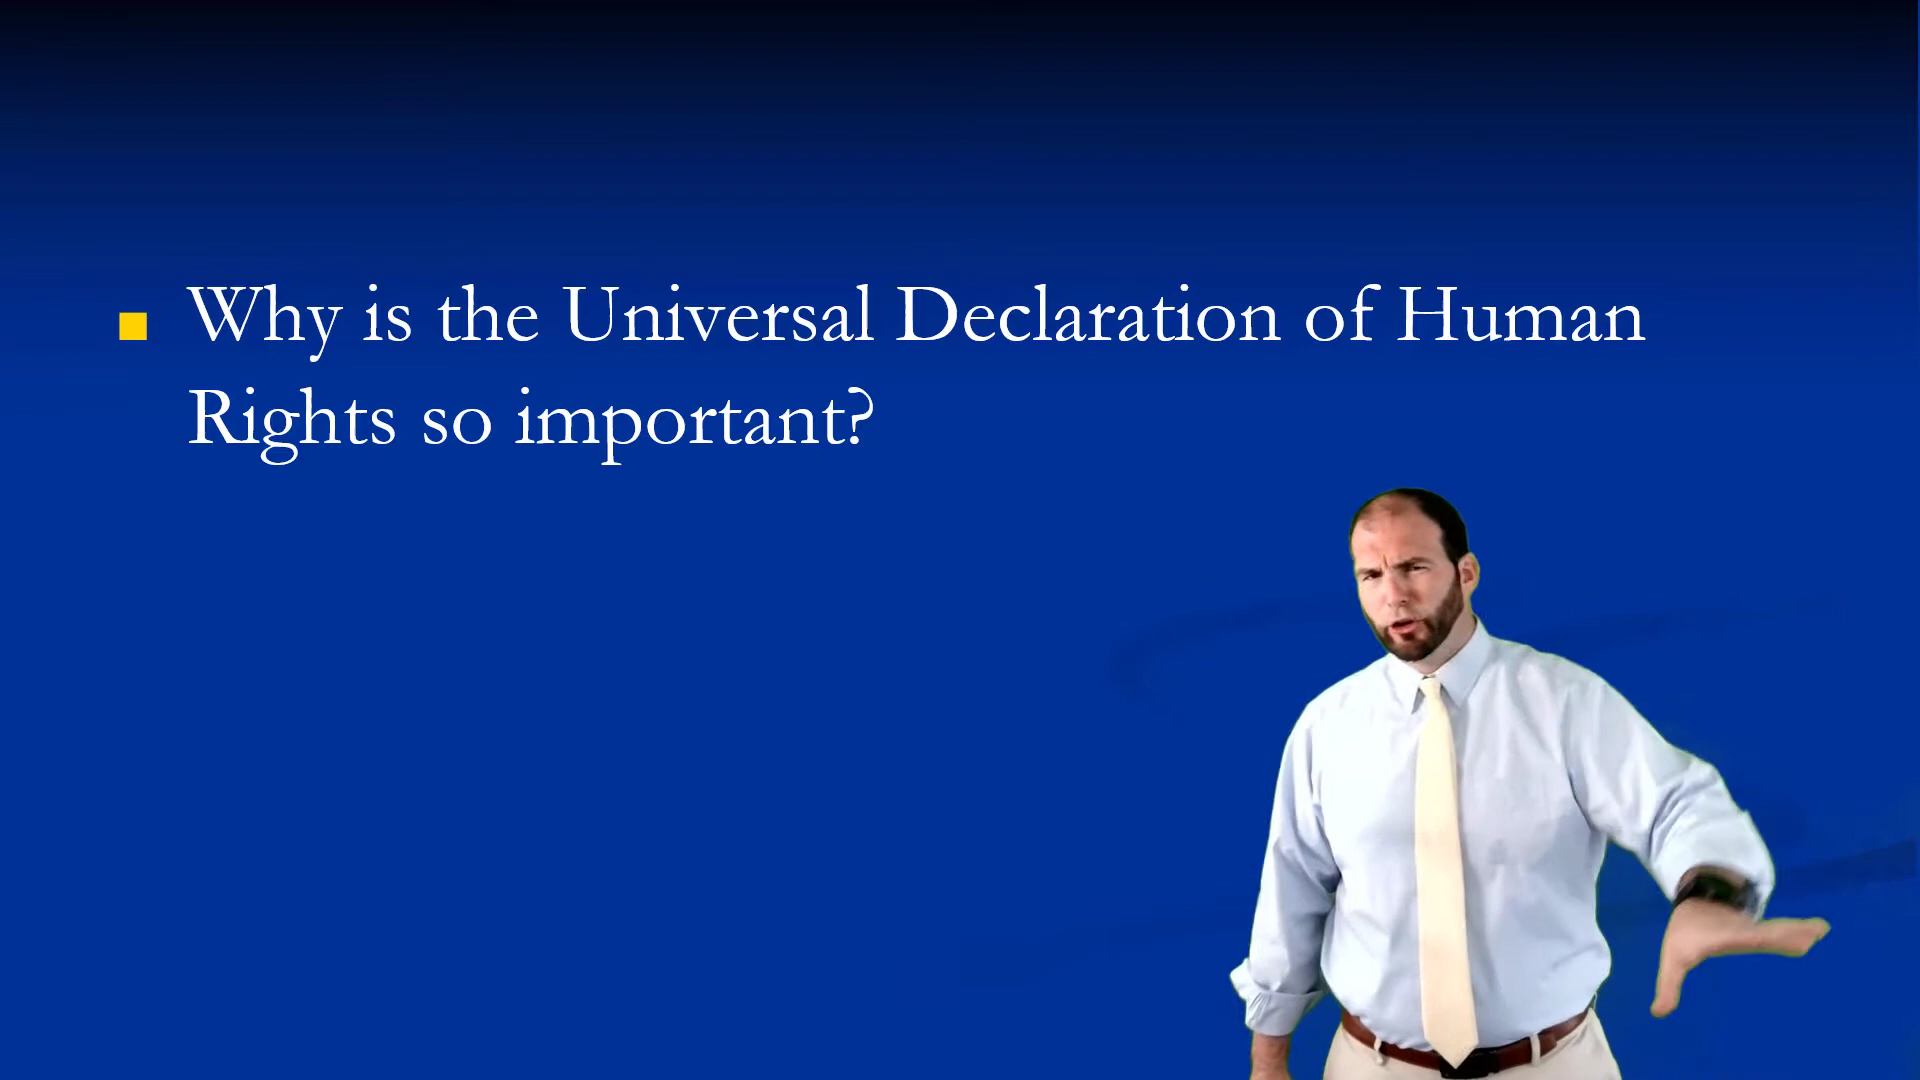 Why is the Universal Declaration of Human
Rights so important?